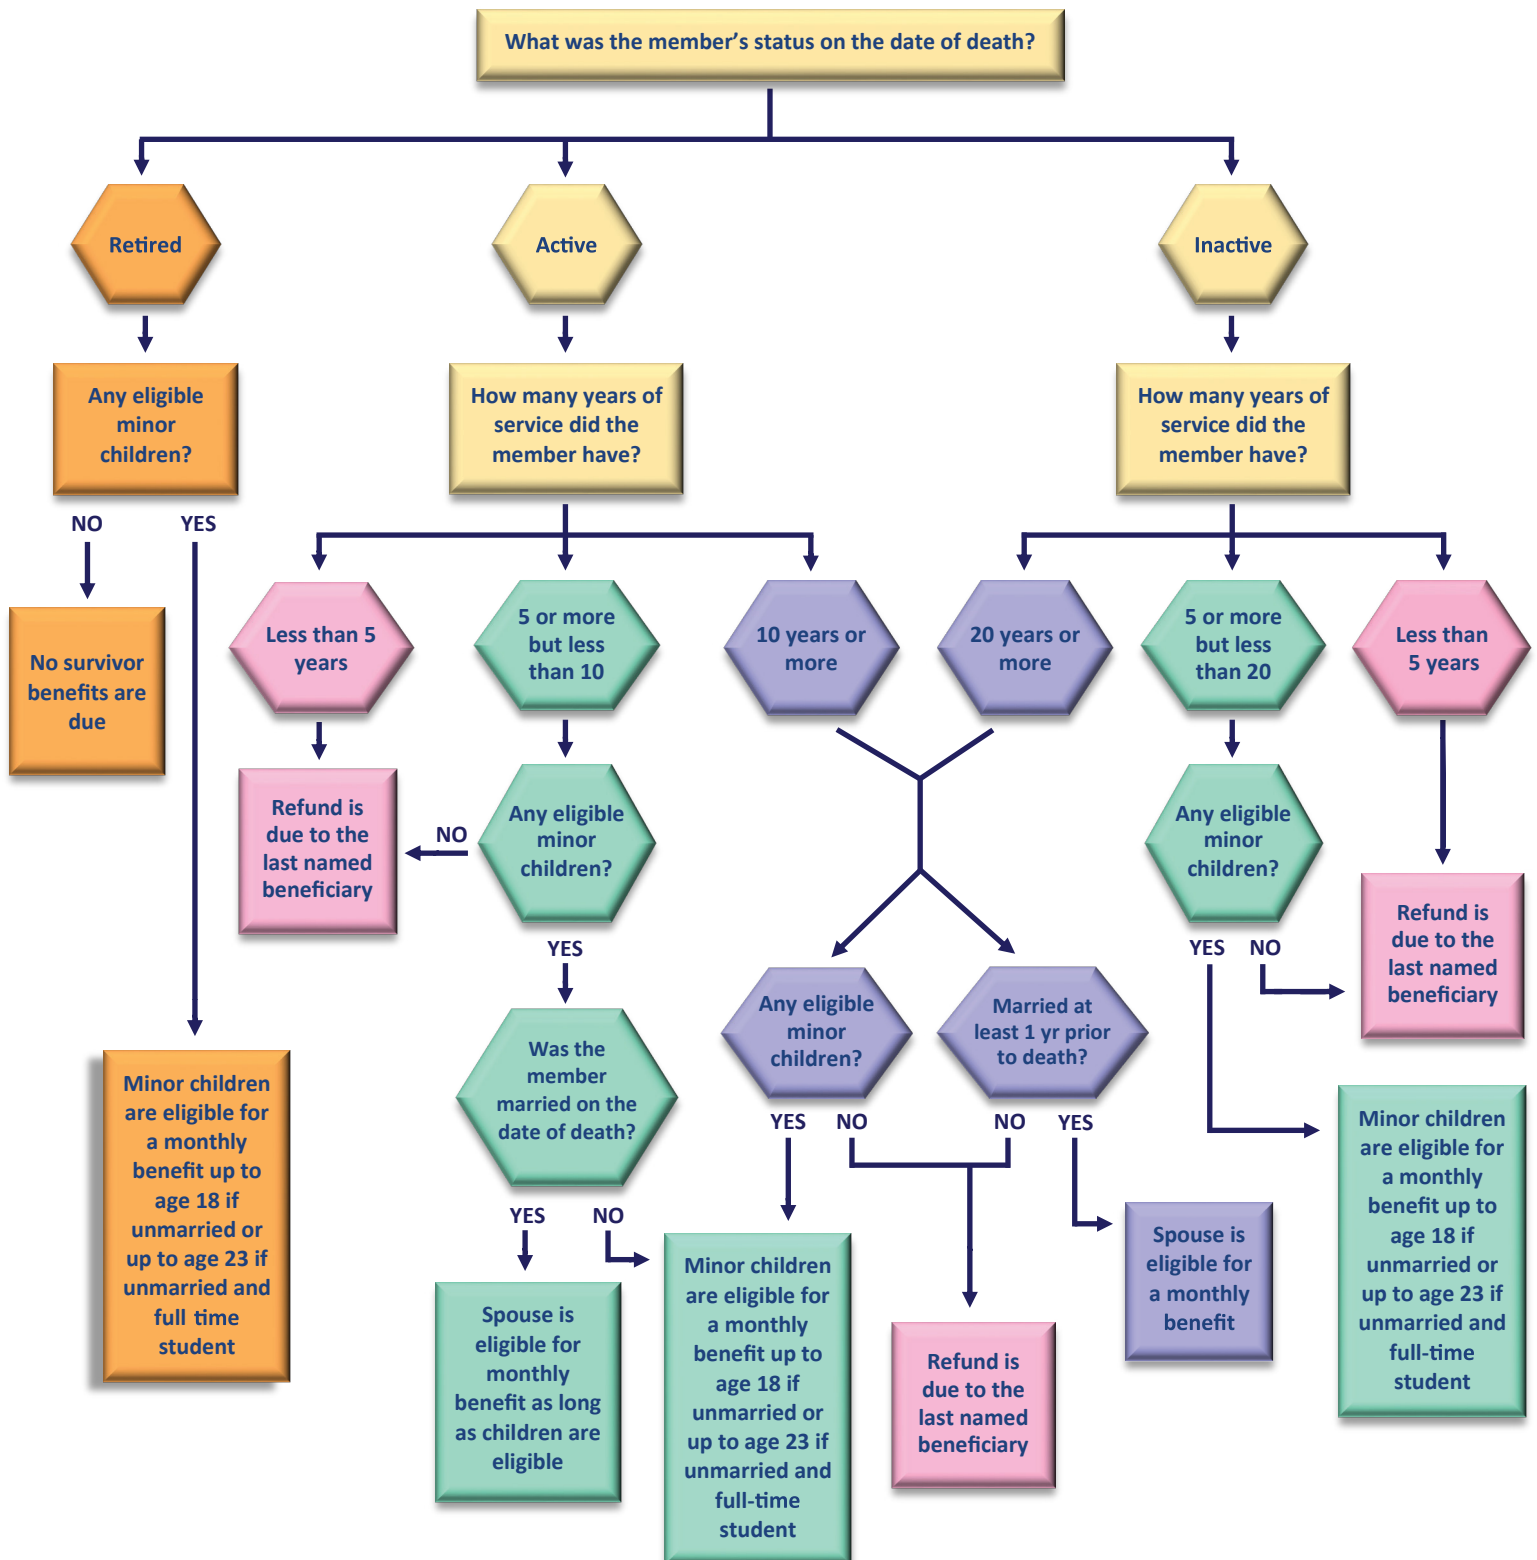 What was the member’s status on the date of death?
Retired
Active
Inactive
Any eligible
minor
children?
How many years of
service did the
member have?
How many years of
service did the
member have?
NO
YES
Less than 5
years
5 or more
but less
than 10
10 years or
more
20 years or
more
5 or more
but less
than 20
Less than
5 years
No survivor
benefits are
due
Refund is
due to the
last named
beneficiary
NO
Any eligible
minor
children?
Any eligible
minor
children?
Refund is
due to the
last named
beneficiary
YES
YES
NO
Any eligible
minor
children?
Married at
least 1 yr prior
to death?
Was the
member
married on the
date of death?
Minor children
are eligible for
a monthly
benefit up to
age 18 if
unmarried or
up to age 23 if
unmarried and
full time
student
YES
NO
NO
YES
Minor children
are eligible for
a monthly
benefit up to
age 18 if
unmarried or
up to age 23 if
unmarried and
full-time
student
YES
NO
Spouse is
eligible for
a monthly
benefit
Spouse is
eligible for
monthly
benefit as long
as children are
eligible
Minor children
are eligible for
a monthly
benefit up to
age 18 if
unmarried or
up to age 23 if
unmarried and
full-time
student
Refund is
due to the
last named
beneficiary